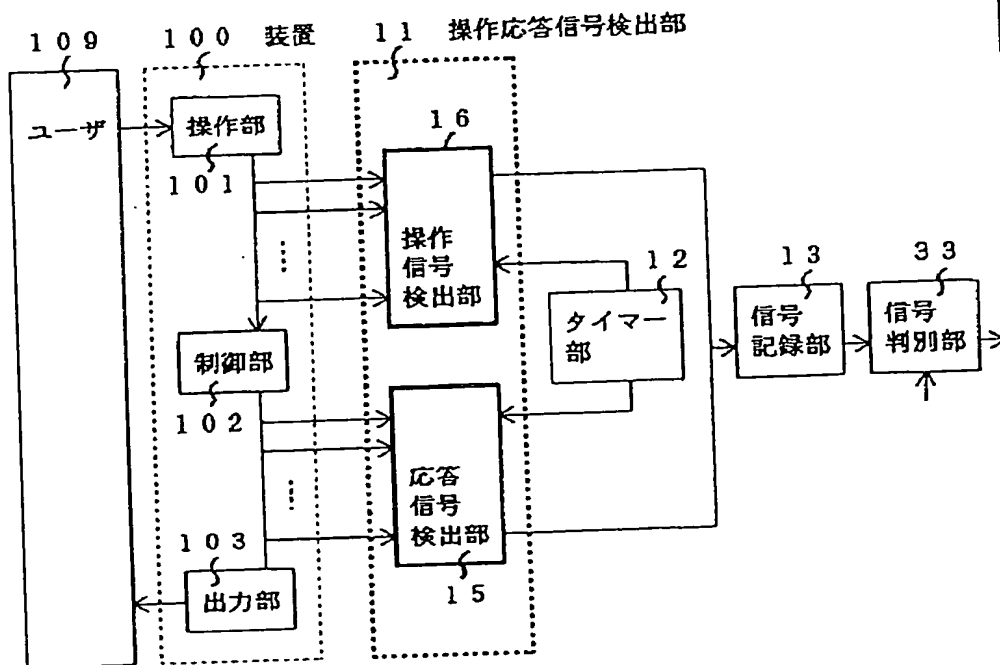 109
100 装置
11 操作応答信号検出部
ユーザ
操作部
101
16
操作
信号
検出部
12
タイマー
部
13
信号
記録部
33
信号
判別部
制御部
102
応答
信号
検出部
15
103
出力部